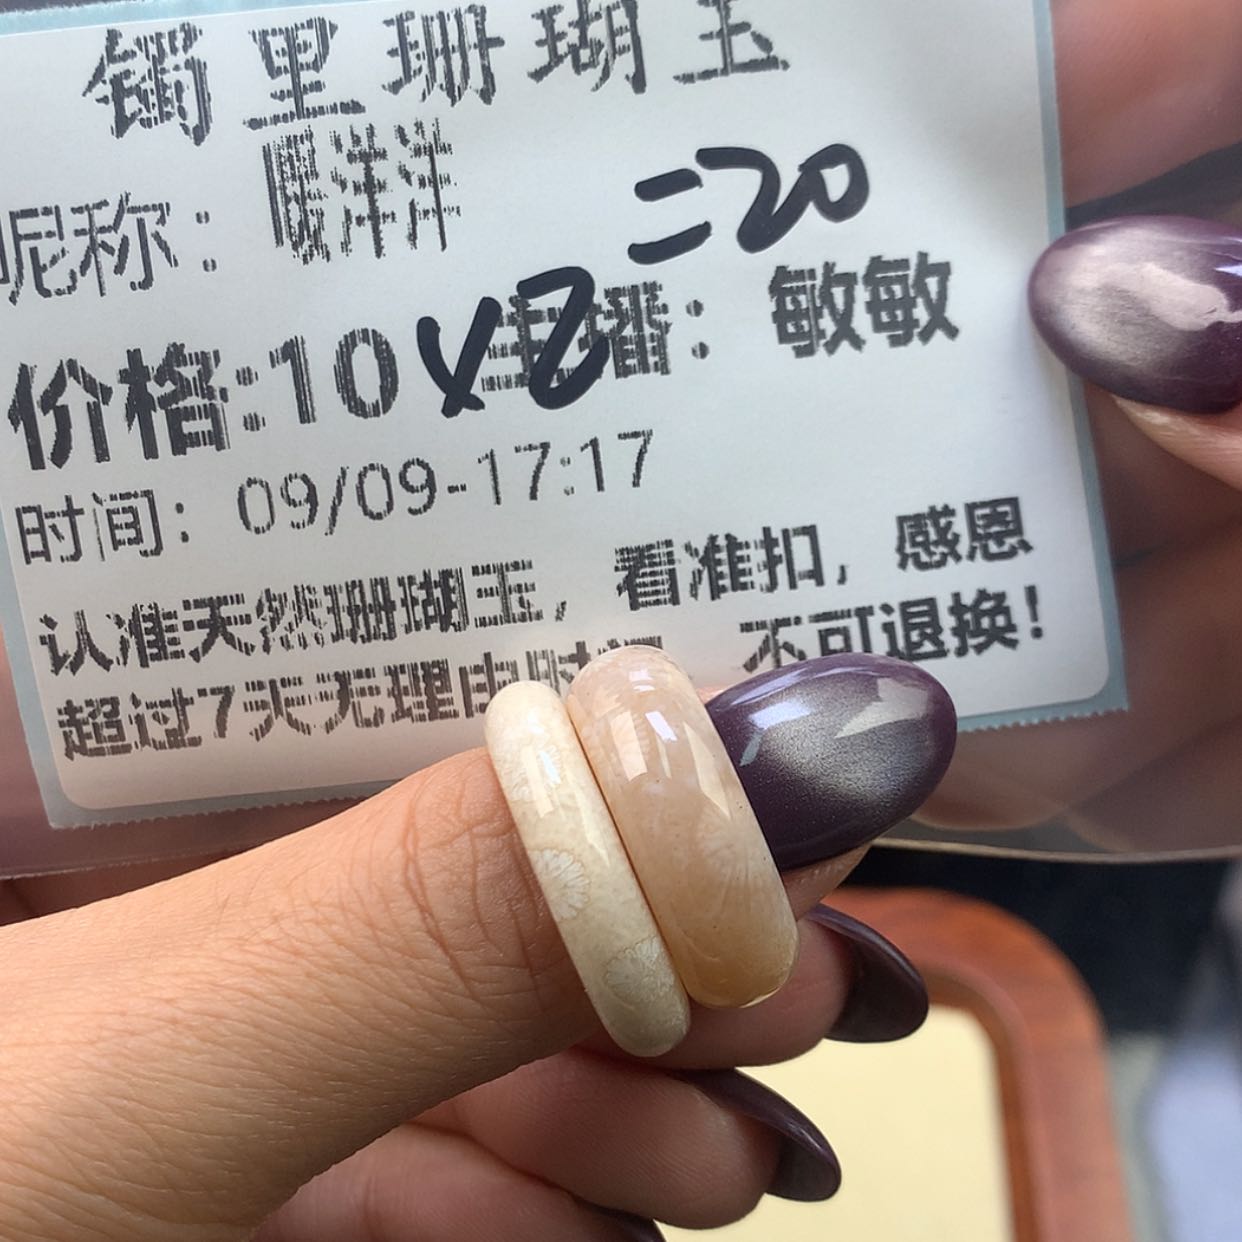 镯里珊瑚玉
昵称：暖洋洋
=20
价格:10 x2 主播：敏敏
时间：09/09-17:17
认准天然珊瑚玉，看准扣，感恩
超过7天无理由时间 不可退换！